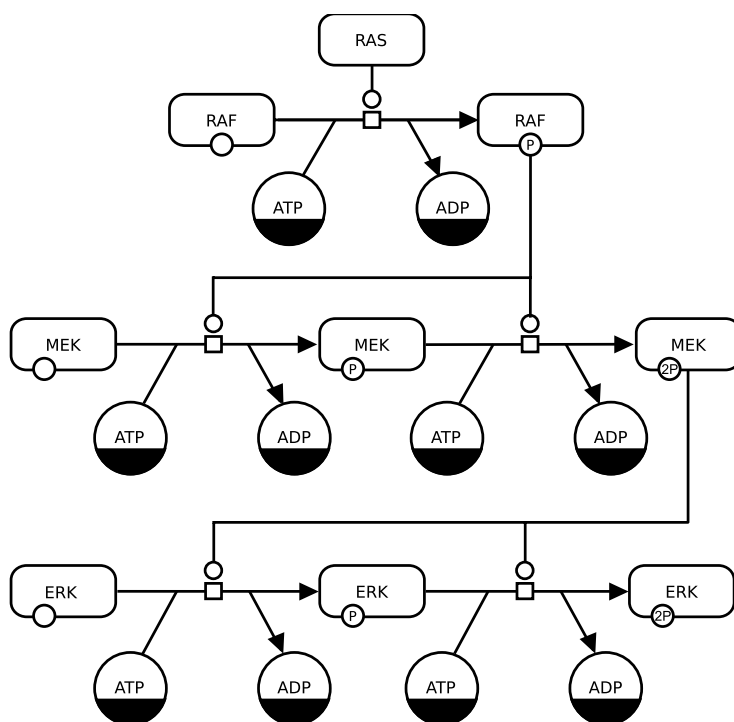 RAS
RAF
RAF
P
ATP
ADP
MEK
MEK
MEK
P
2P
ATP
ADP
ATP
ADP
ERK
ERK
ERK
P
2P
ATP
ADP
ATP
ADP